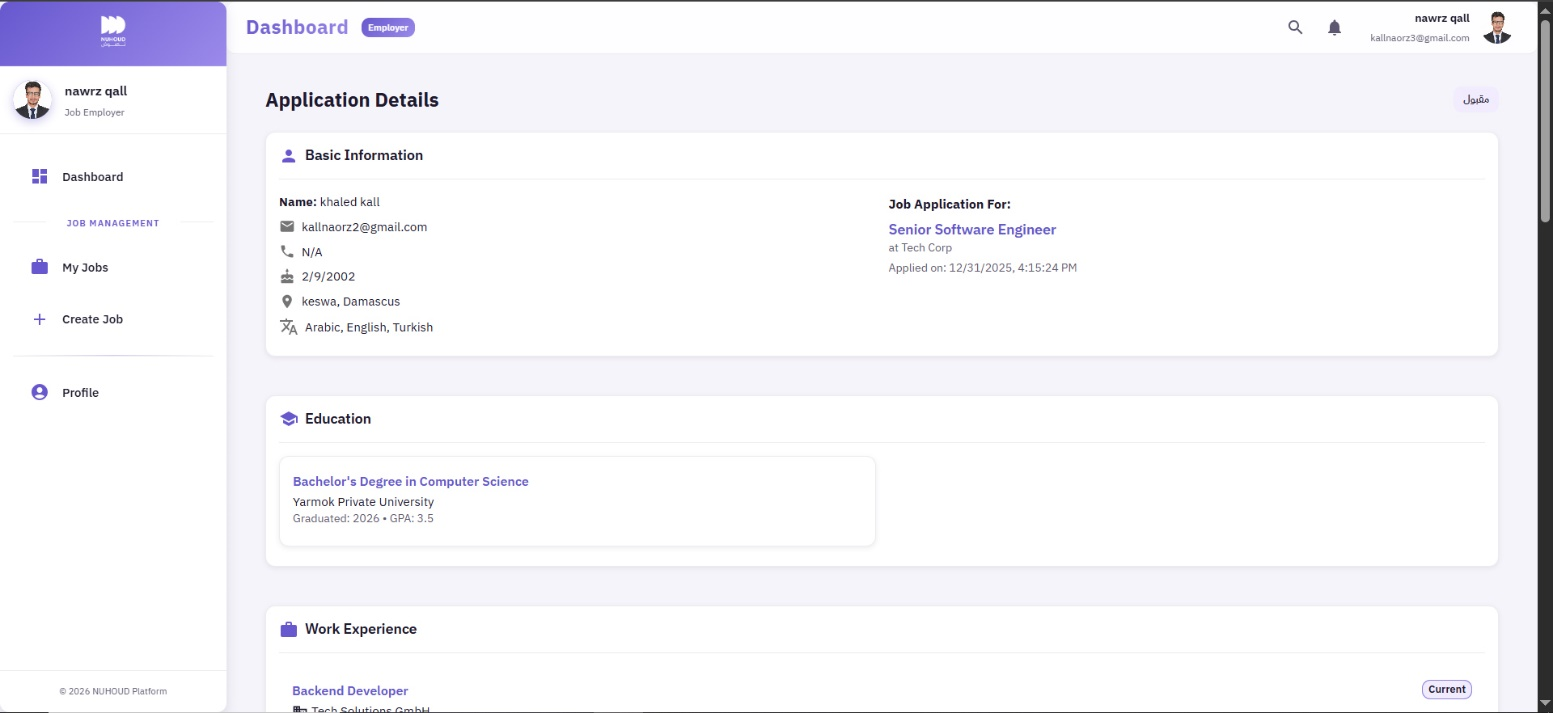 NUHOUD
Dashboard
Employer
nawrz qall
kallnaorz3@gmail.com
nawrz qall
Job Employer
Dashboard
JOB MANAGEMENT
My Jobs
Create Job
Profile
© 2026 NUHOUD Platform
Application Details
مقبول
Basic Information
Name: khaled kall
kallnaorz2@gmail.com
N/A
2/9/2002
keswa, Damascus
Arabic, English, Turkish
Job Application For:
Senior Software Engineer
at Tech Corp
Applied on: 12/31/2025, 4:15:24 PM
Education
Bachelor's Degree in Computer Science
Yarmok Private University
Graduated: 2026 • GPA: 3.5
Work Experience
Backend Developer
Current
Tech Solutions GmbH